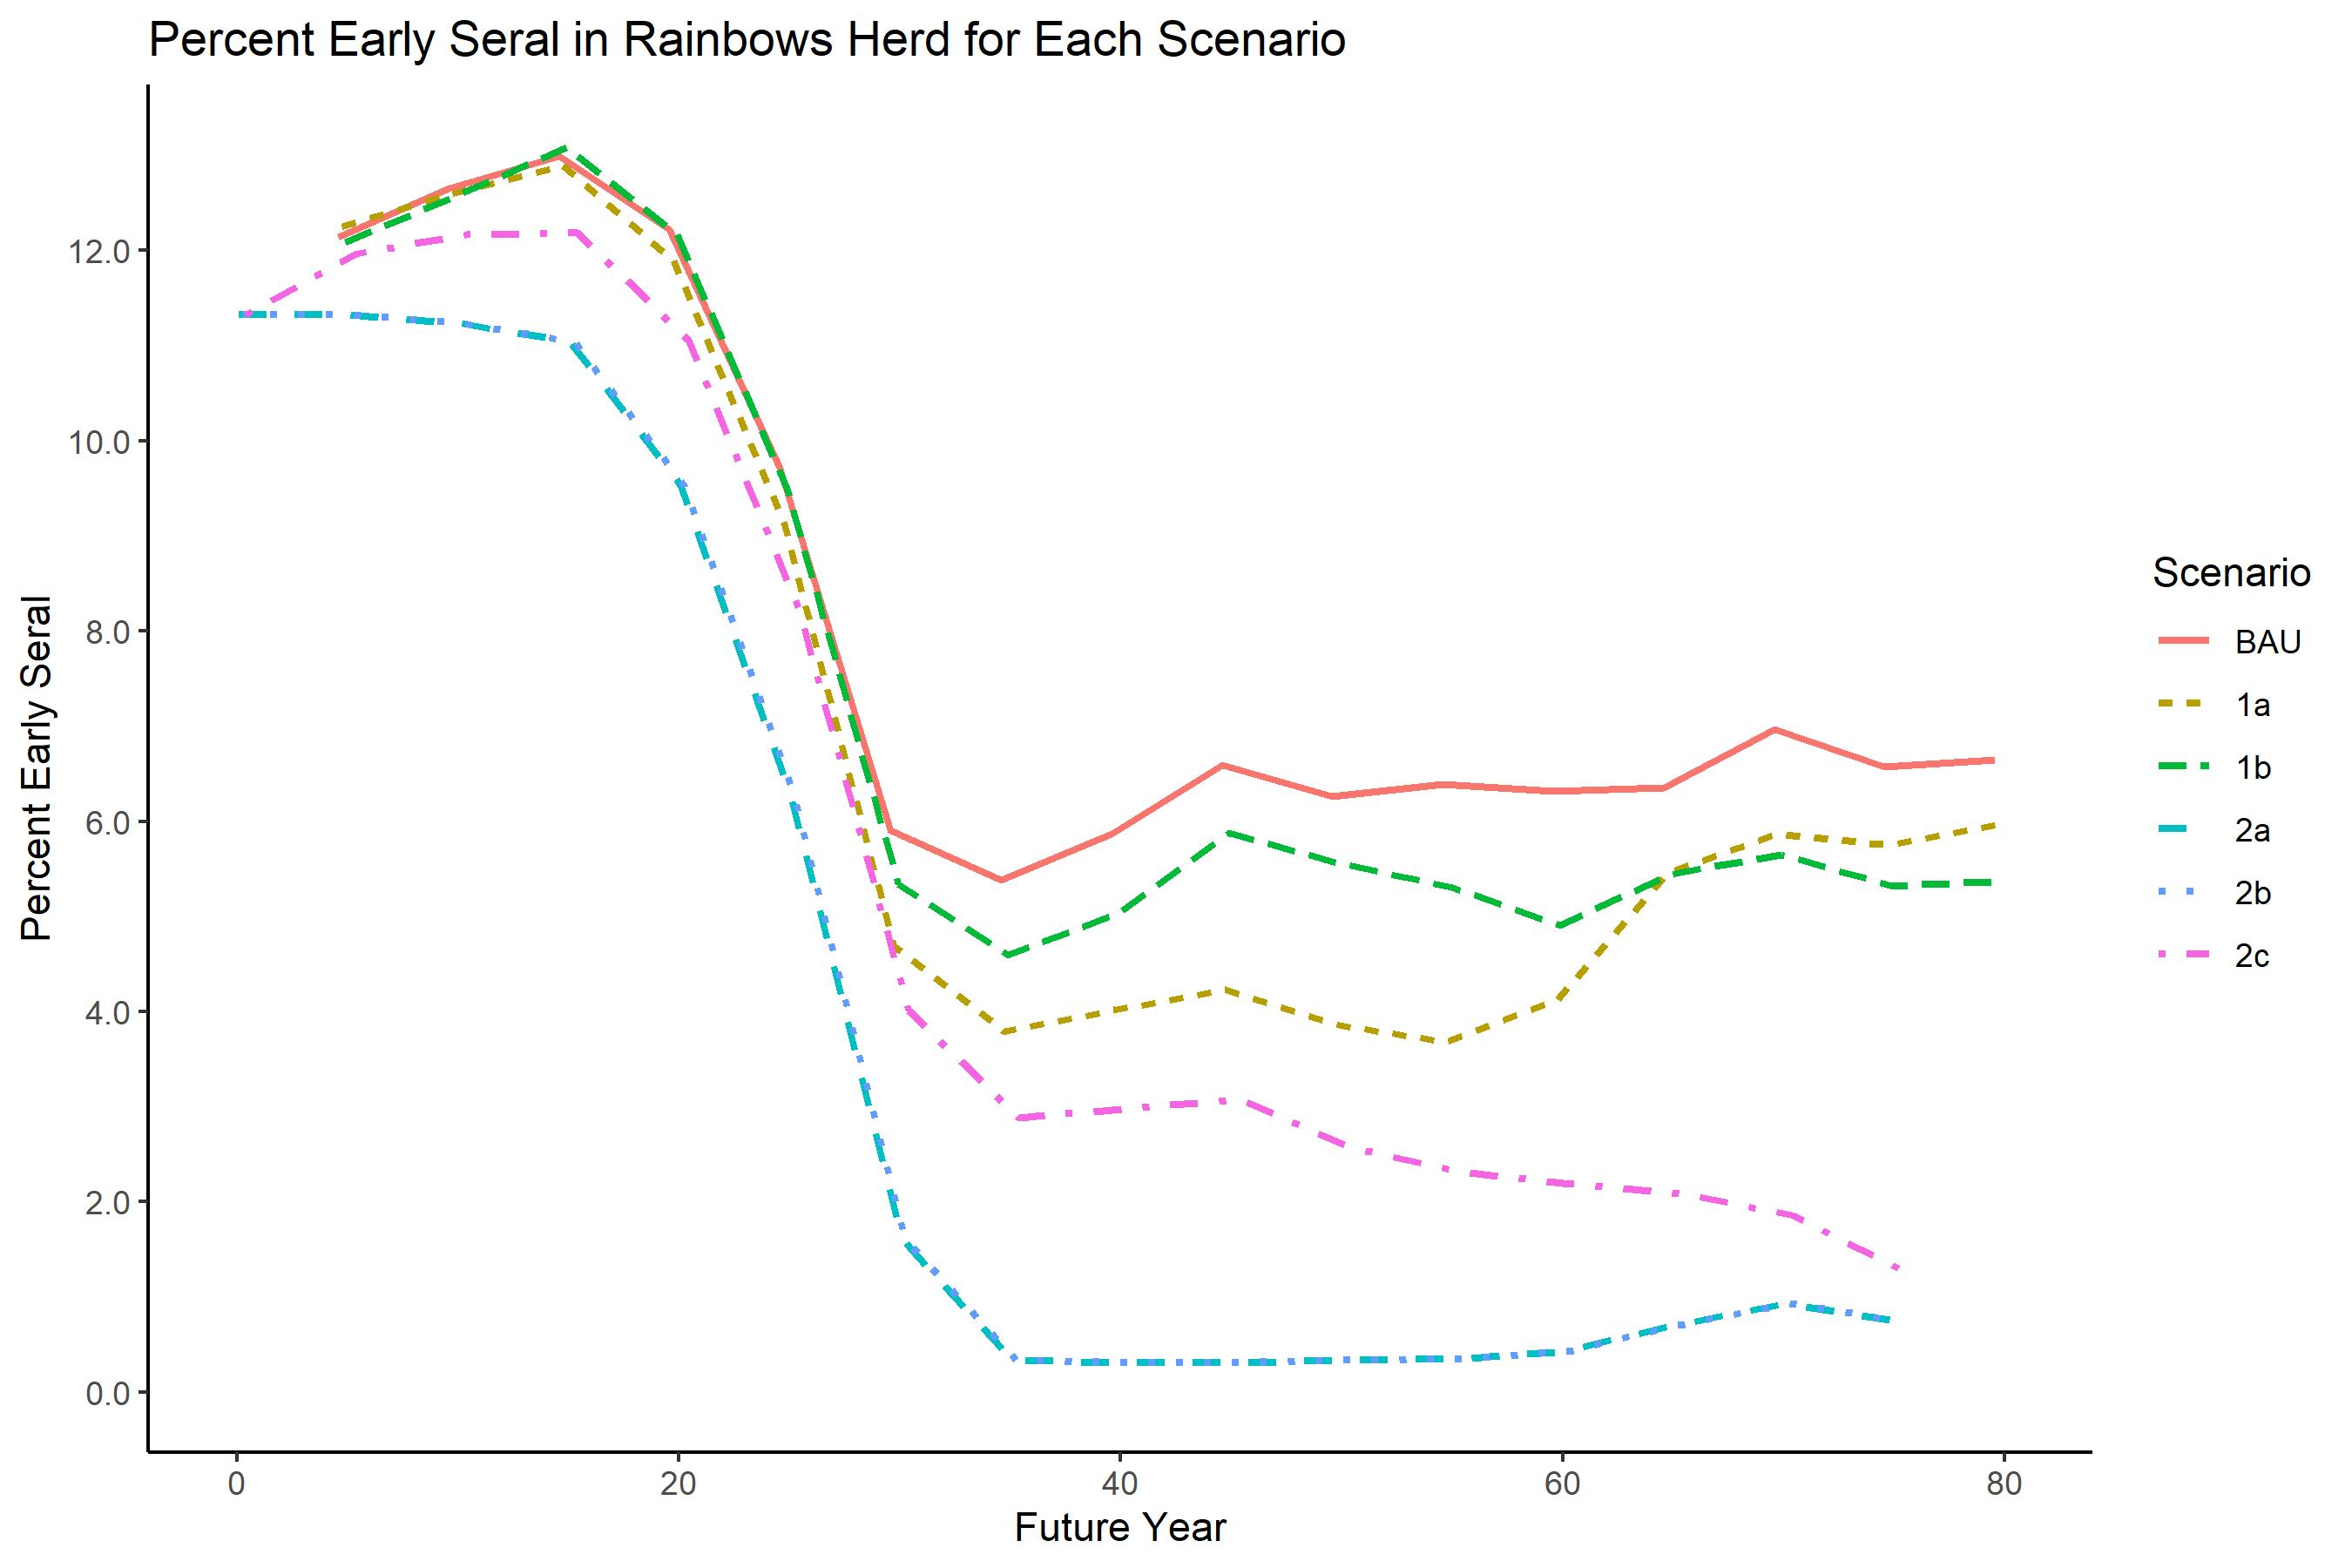 Percent Early Seral in Rainbows Herd for Each Scenario
Percent Early Seral
12.0
10.0
8.0
6.0
4.0
2.0
0.0
0 20 40 60 80
Future Year
Scenario
BAU
1a
1b
2a
2b
2c